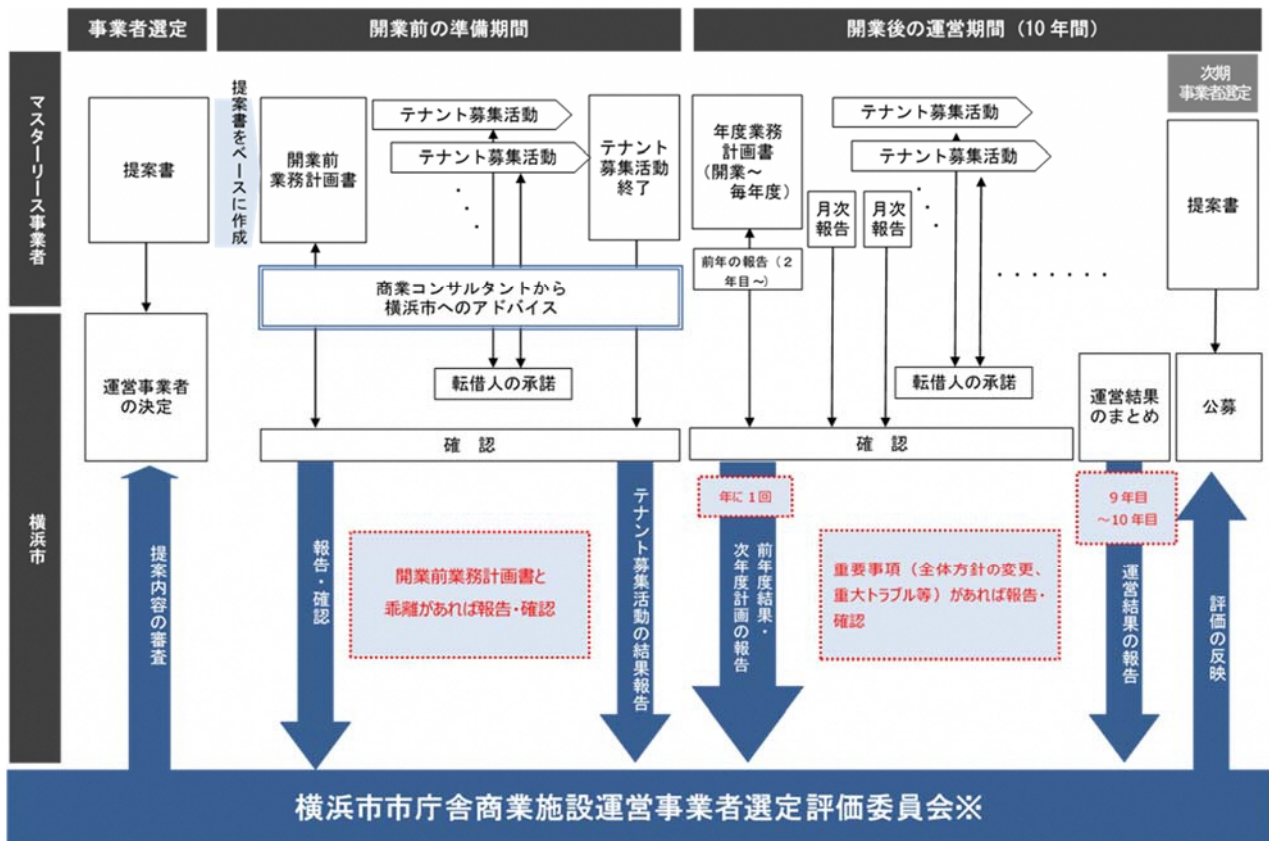 事業者選定
開業前の準備期間
開業後の運営期間（10年間）
マスターリース事業者
提案書
提案書をベースに作成
開業前
業務計画書
テナント募集活動
テナント募集活動
テナント
募集活動
終了
年度業務
計画書
（開業～
毎年度）
月次
報告
月次
報告
テナント募集活動
テナント募集活動
次期
事業者選定
提案書
前年の報告（２
年目～）
商業コンサルタントから
横浜市へのアドバイス
横浜市
運営事業者
の決定
転借人の承諾
確 認
転借人の承諾
確 認
運営結果
のまとめ
公募
提案内容の審査
報告・確認
開業前業務計画書と
乖離があれば報告・確認
テナント募集活動の結果報告
年に１回
前年度結果・
次年度計画の報告
重要事項（全体方針の変更、
重大トラブル等）があれば報告・
確認
９年目
～10年目
運営結果の報告
評価の反映
横浜市市庁舎商業施設運営事業者選定評価委員会※